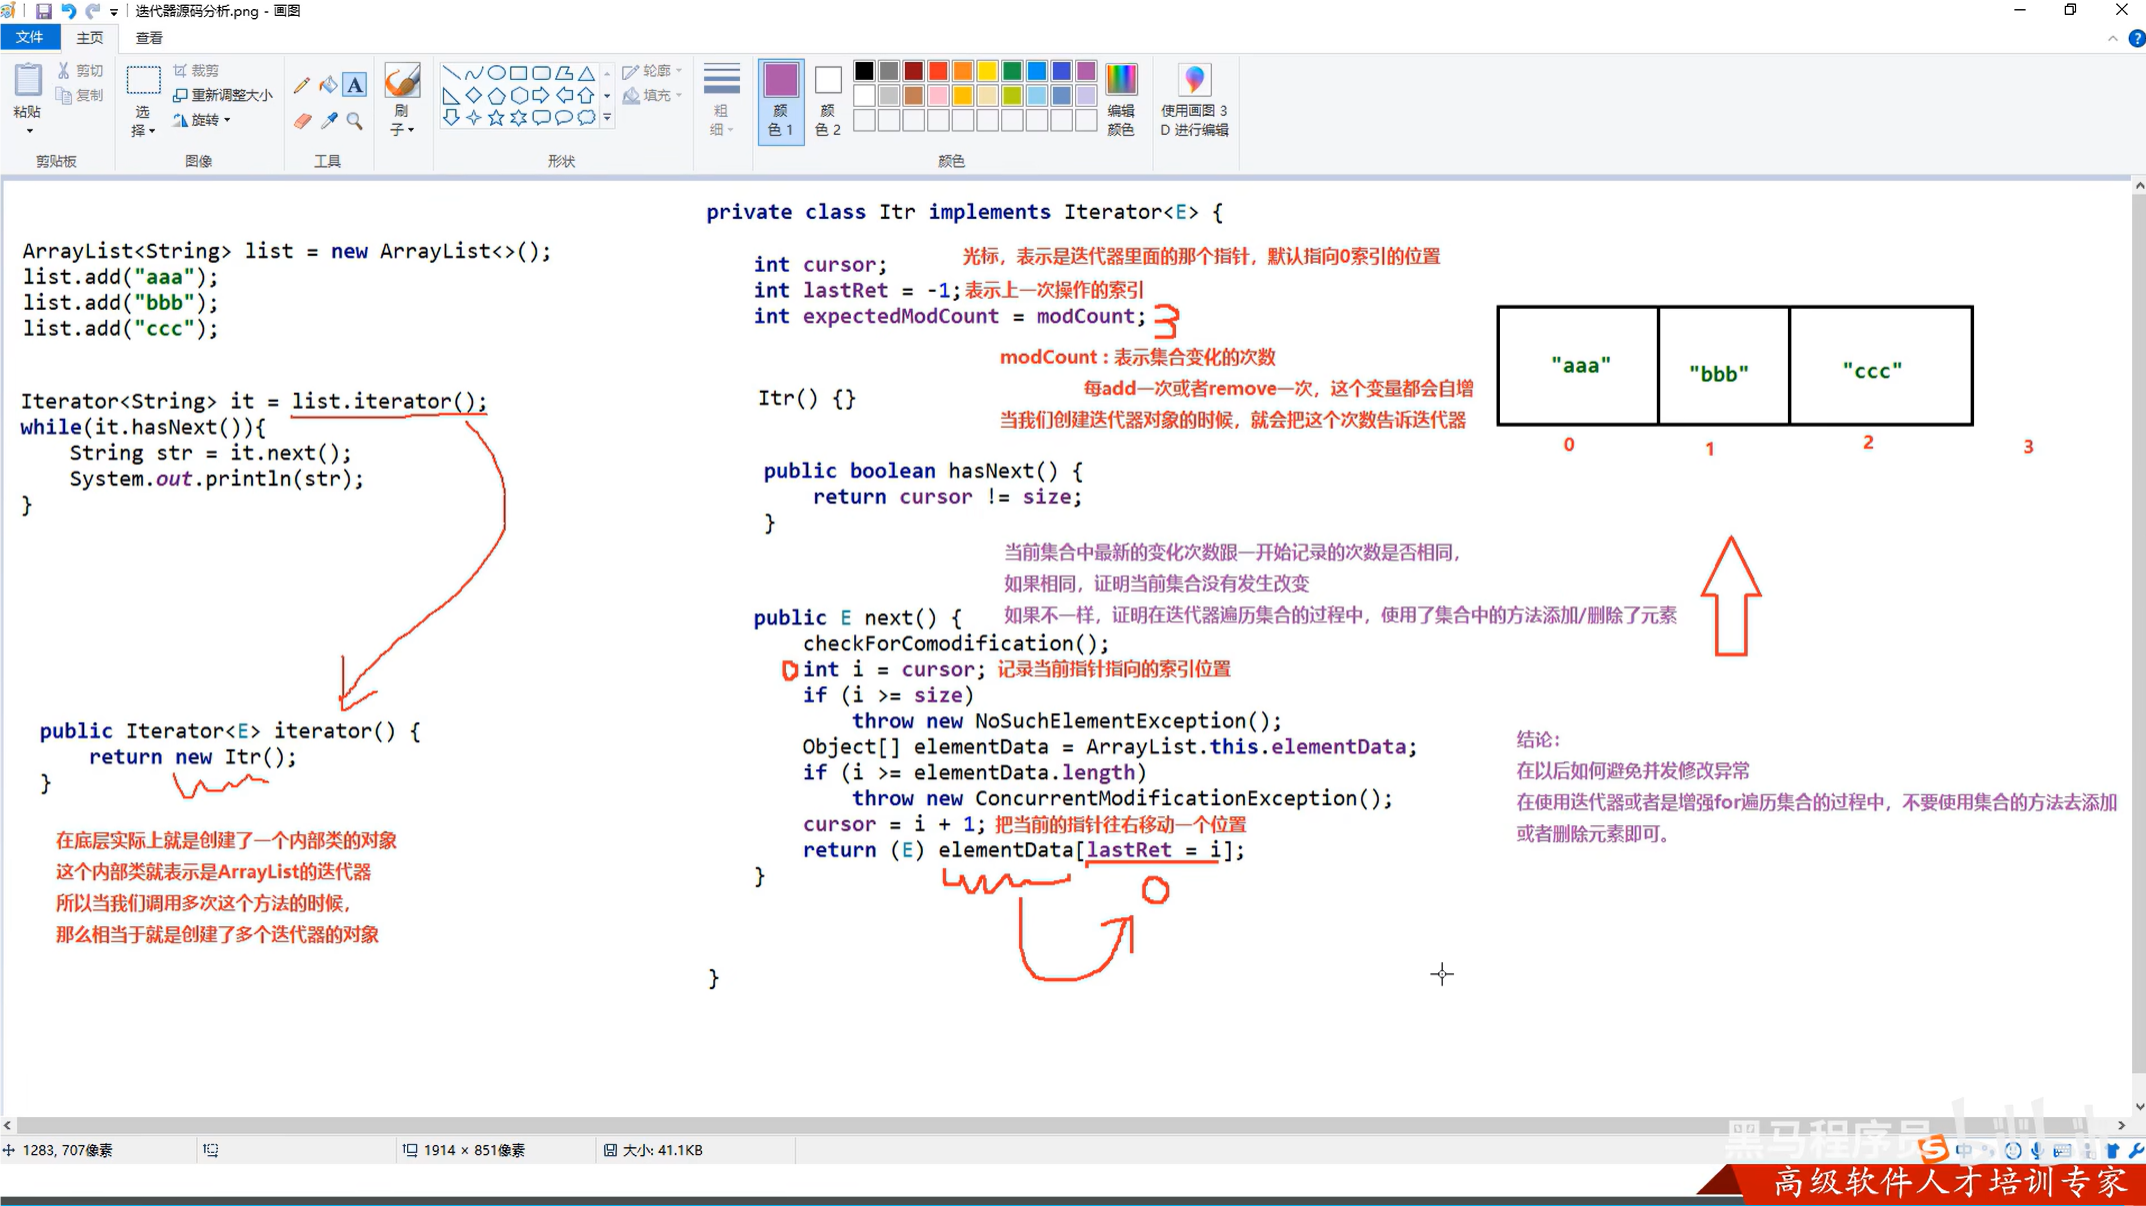 迭代器源码分析.png - 画图
文件 主页 查看
粘贴
剪切
复制
剪贴板
选择
裁剪
重新调整大小
旋转
图像
A
工具
刷子
形状
轮廓
填充
粗细
颜色 1
颜色 2
颜色
编辑颜色
使用画图 3D 进行编辑
ArrayList<String> list = new ArrayList<>();
list.add("aaa");
list.add("bbb");
list.add("ccc");
Iterator<String> it = list.iterator();
while(it.hasNext()){
String str = it.next();
System.out.println(str);
}
public Iterator<E> iterator() {
return new Itr();
}
在底层实际上就是创建了一个内部类的对象
这个内部类就表示是ArrayList的迭代器
所以当我们调用多次这个方法的时候，
那么相当于就是创建了多个迭代器的对象
private class Itr implements Iterator<E> {
int cursor; 光标，表示是迭代器里面的那个指针，默认指向0索引的位置
int lastRet = -1; 表示上一次操作的索引
int expectedModCount = modCount; 3
modCount：表示集合变化的次数
每add一次或者remove一次，这个变量都会自增
Itr() {}
当我们创建迭代器对象的时候，就会把这个次数告诉迭代器
public boolean hasNext() {
return cursor != size;
}
当前集合中最新的变化次数跟一开始记录的次数是否相同，
如果相同，证明当前集合没有发生改变
如果不一样，证明在迭代器遍历集合的过程中，使用了集合中的方法添加/删除了元素
public E next() {
checkForComodification();
0 int i = cursor; 记录当前指针指向的索引位置
if (i >= size)
throw new NoSuchElementException();
Object[] elementData = ArrayList.this.elementData;
if (i >= elementData.length)
throw new ConcurrentModificationException();
cursor = i + 1; 把当前的指针往右移动一个位置
return (E) elementData[lastRet = i];
}
0
}
"aaa" "bbb" "ccc"
0 1 2 3
结论：
在以后如何避免并发修改异常
在使用迭代器或者是增强for遍历集合的过程中，不要使用集合的方法去添加
或者删除元素即可。
1283, 707像素
1914 × 851像素
大小: 41.1KB
黑马程序员
中
高级软件人才培训专家